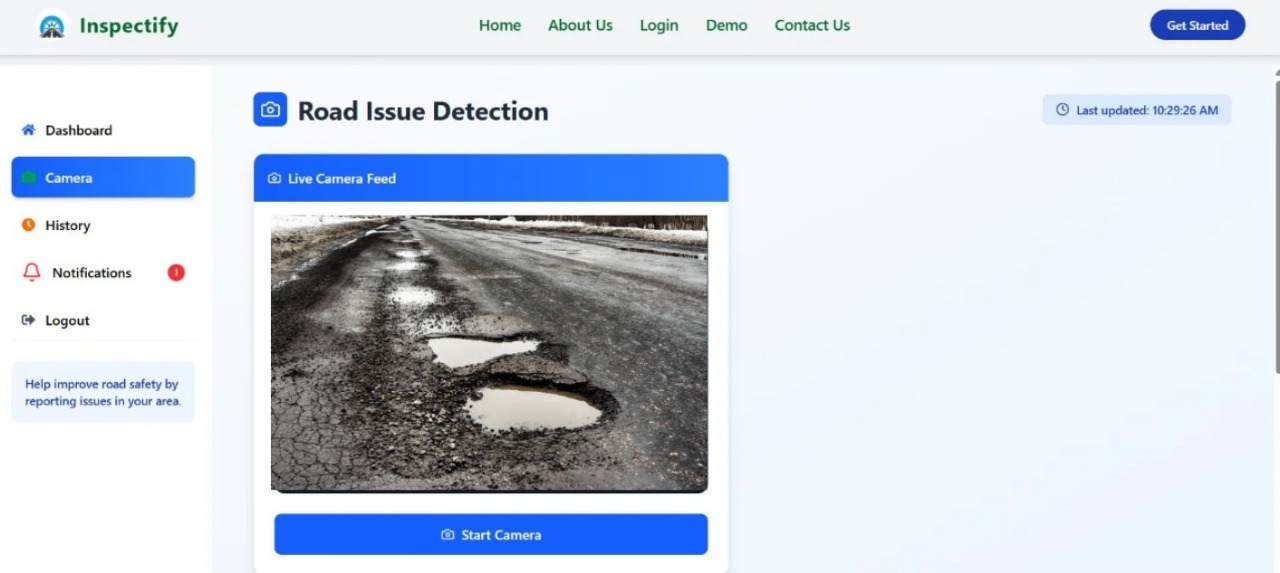 Inspectify
Home
About Us
Login
Demo
Contact Us
Get Started
Dashboard
Camera
History
Notifications
1
Logout
Help improve road safety by
reporting issues in your area.
Road Issue Detection
Last updated: 10:29:26 AM
Live Camera Feed
Start Camera